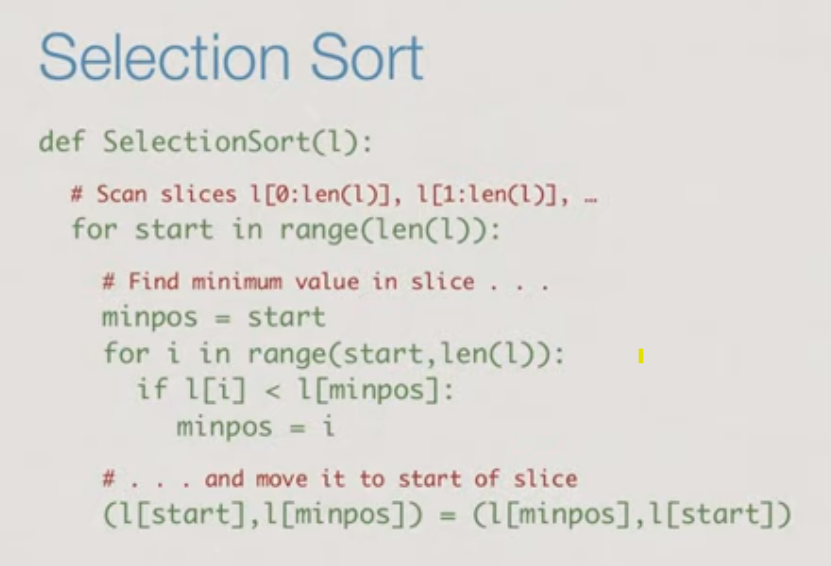 Selection Sort
def SelectionSort(l):
# Scan slices l[0:len(l)], l[1:len(l)], …
for start in range(len(l)):
# Find minimum value in slice . . .
minpos = start
for i in range(start,len(l)):
if l[i] < l[minpos]:
minpos = i
# . . . and move it to start of slice
(l[start],l[minpos]) = (l[minpos],l[start])